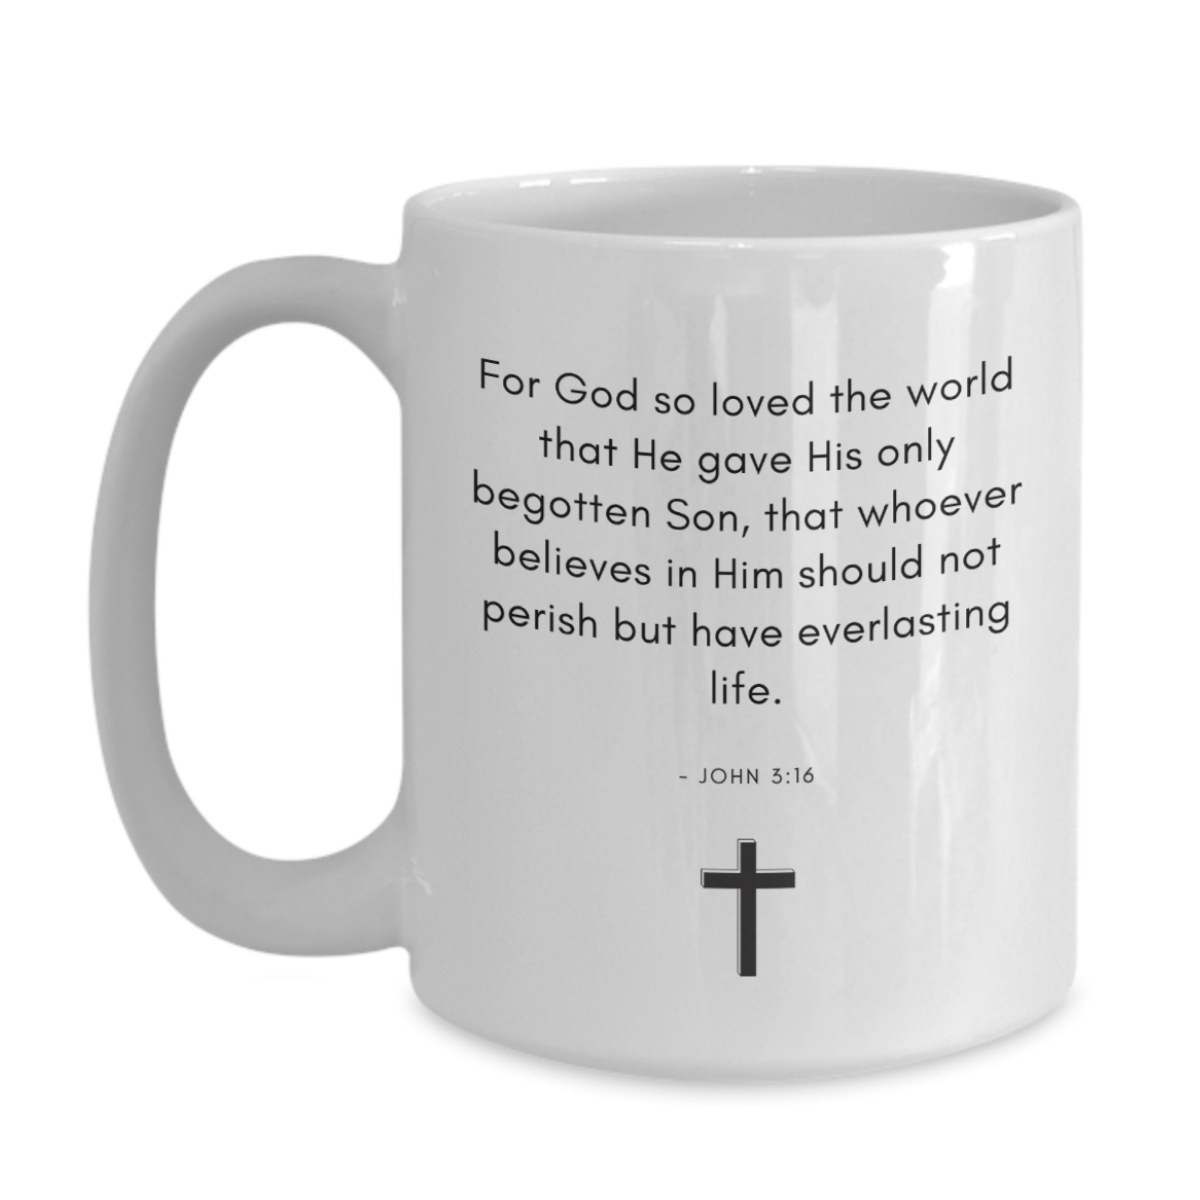 For God so loved the world
that He gave His only
begotten Son, that whoever
believes in Him should not
perish but have everlasting
life.
- JOHN 3:16